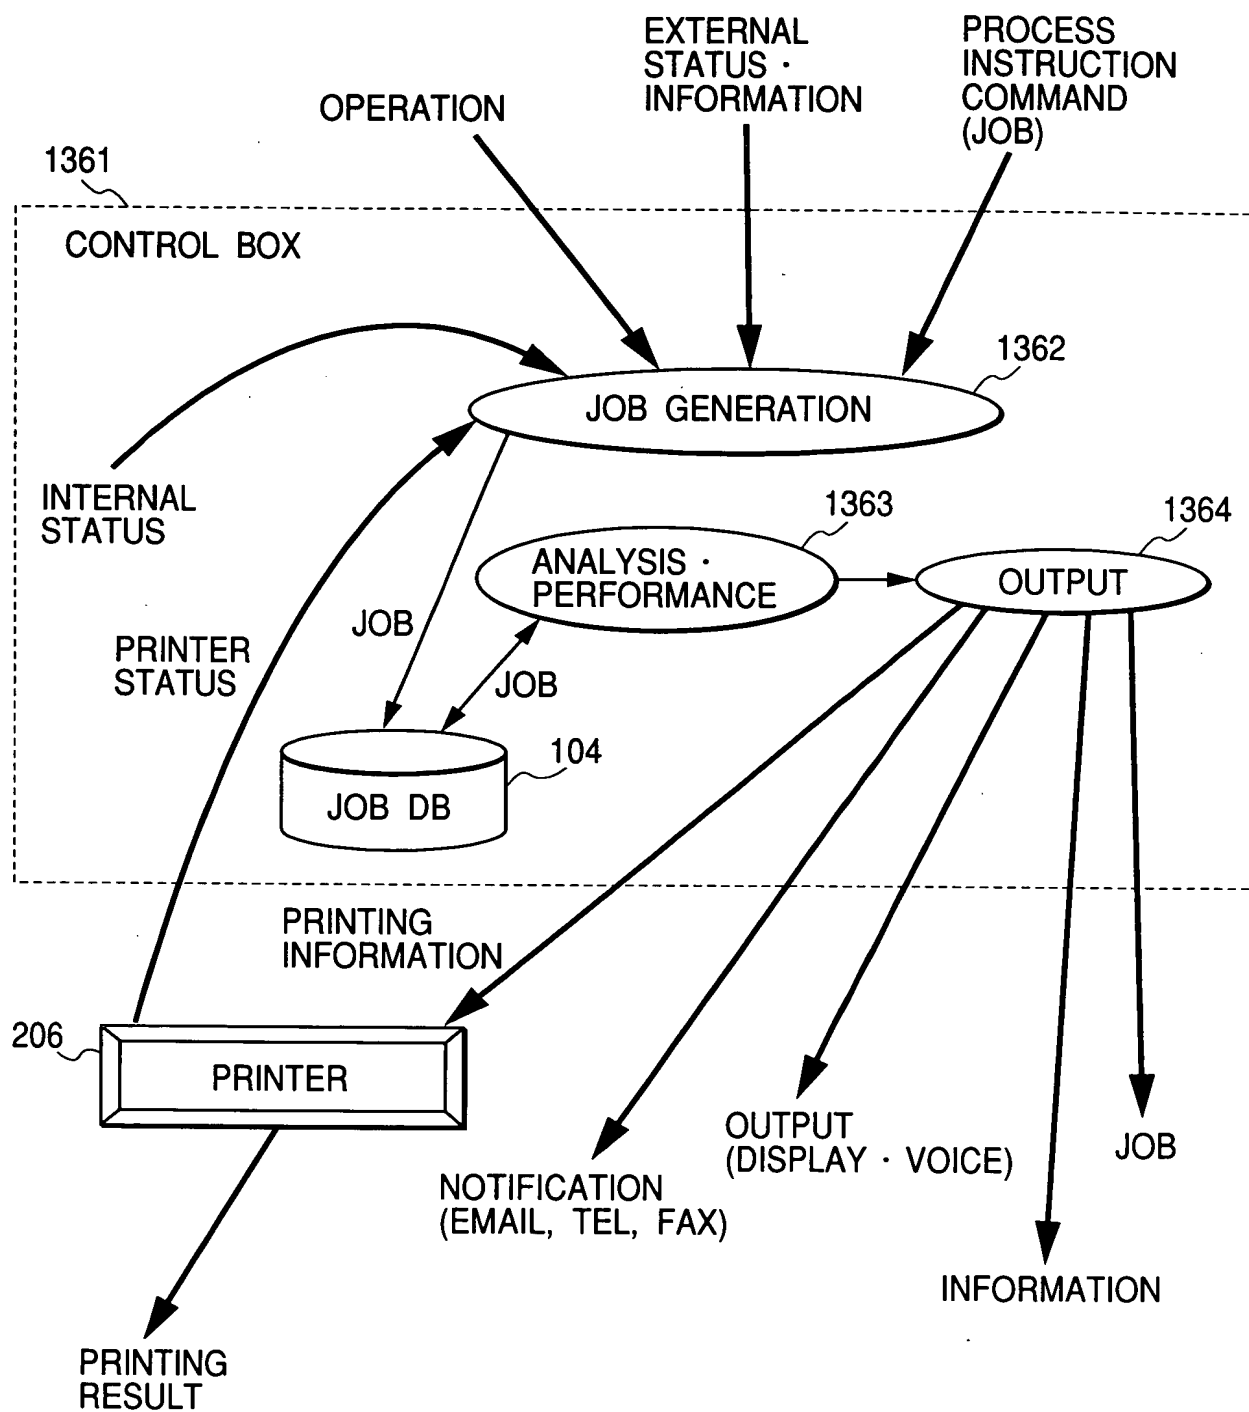 EXTERNAL
STATUS ·
INFORMATION
PROCESS
INSTRUCTION
COMMAND
(JOB)
OPERATION
1361
CONTROL BOX
1362
JOB GENERATION
INTERNAL
STATUS
1363
1364
ANALYSIS ·
PERFORMANCE
OUTPUT
JOB
PRINTER
STATUS
JOB
104
JOB DB
PRINTING
INFORMATION
206
PRINTER
OUTPUT
(DISPLAY · VOICE)
JOB
NOTIFICATION
(EMAIL, TEL, FAX)
INFORMATION
PRINTING
RESULT